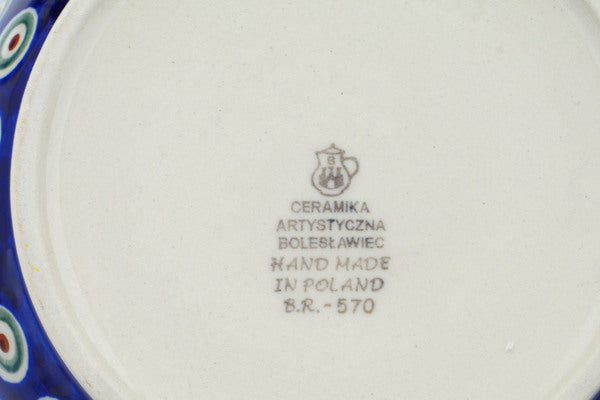 B
CERAMIKA
ARTYSTYCZNA
BOLESŁAWIEC
HAND MADE
IN POLAND
B.R.-570